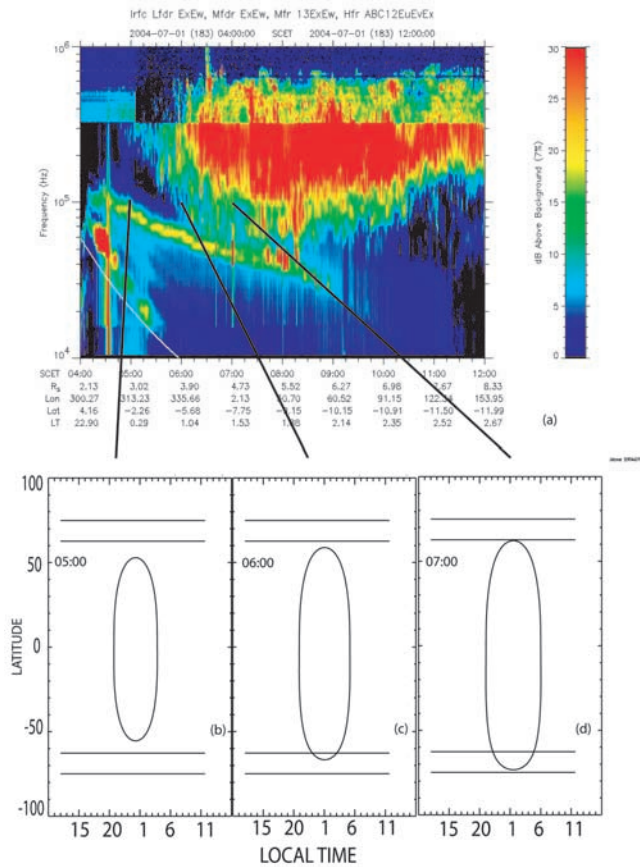 Irfc Lfdr ExEw, Mfdr ExEw, Mfr 13ExEw, Hfr ABC12EuEvEx
2004-07-01 (183) 04:00:00 SCET 2004-07-01 (183) 12:00:00
10^6
10^5
10^4
Frequency (Hz)
30
25
20
15
10
5
0
dB Above Background (7%)
SCET 04:00 05:00 06:00 07:00 08:00 09:00 10:00 11:00 12:00
R_S 2.13 3.02 3.90 4.73 5.52 6.27 6.98 7.67 8.33
Lon 300.27 313.23 335.66 2.13 60.52 91.15 153.95
Lat 4.16 -2.26 -5.68 -7.75 -10.15 -10.91 -11.50 -11.99
LT 22.90 0.29 1.04 1.53 2.14 2.35 2.52 2.67
(a)
100
50
0
-50
-100
LATITUDE
05:00
(b)
06:00
(c)
07:00
(d)
15 20 1 6 11
15 20 1 6 11
15 20 1 6 11
LOCAL TIME